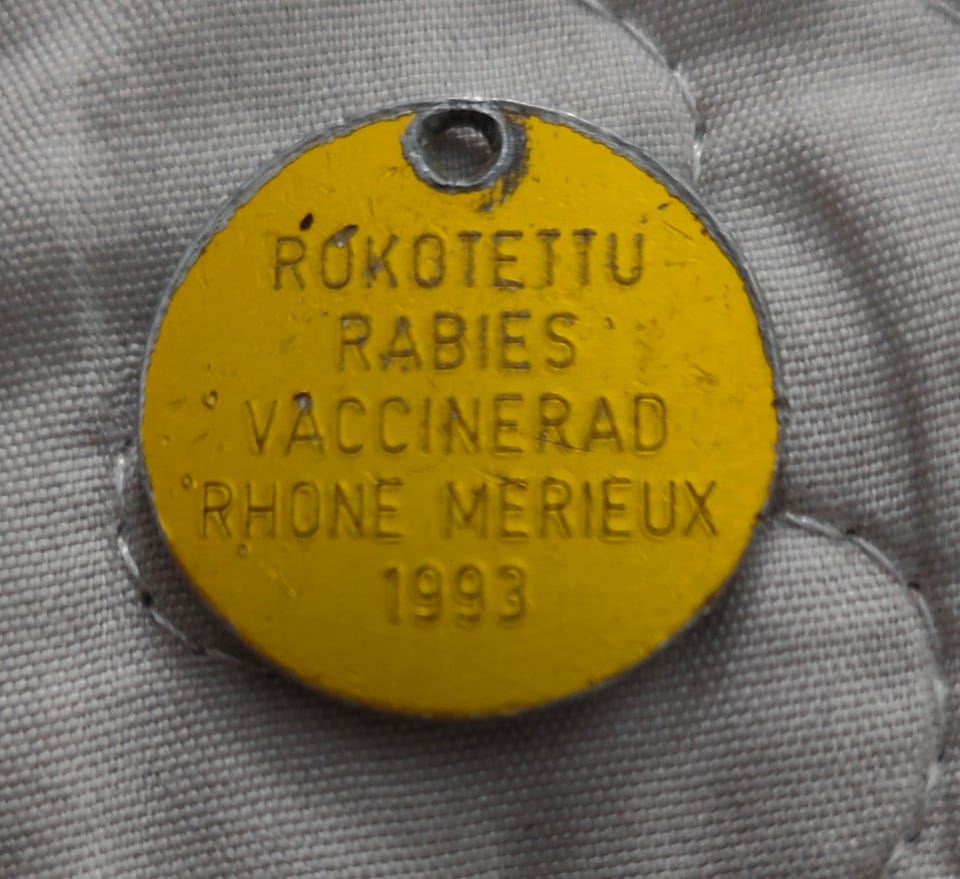 ROKOTETTU
RABIES
VACCINERAD
RHONE MERIEUX
1993